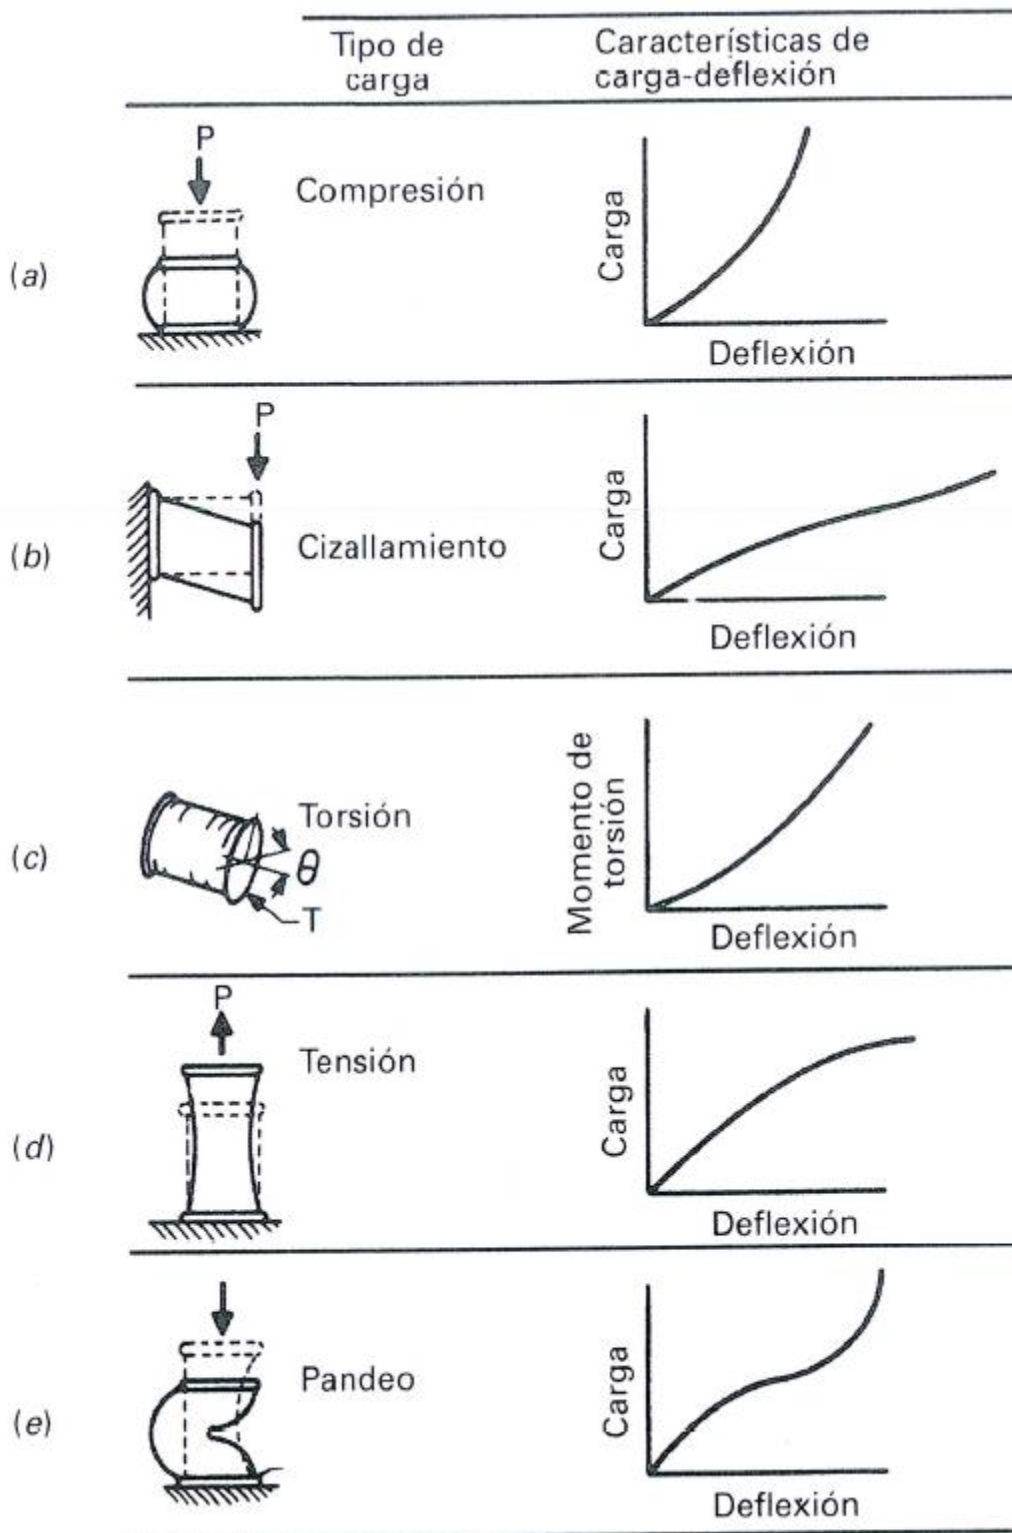 Tipo de carga
Características de carga-deflexión
(a)
P
Compresión
Carga
Deflexión
(b)
P
Cizallamiento
Carga
Deflexión
(c)
Torsión
θ
T
Momento de torsión
Deflexión
(d)
P
Tensión
Carga
Deflexión
(e)
Pandeo
Carga
Deflexión